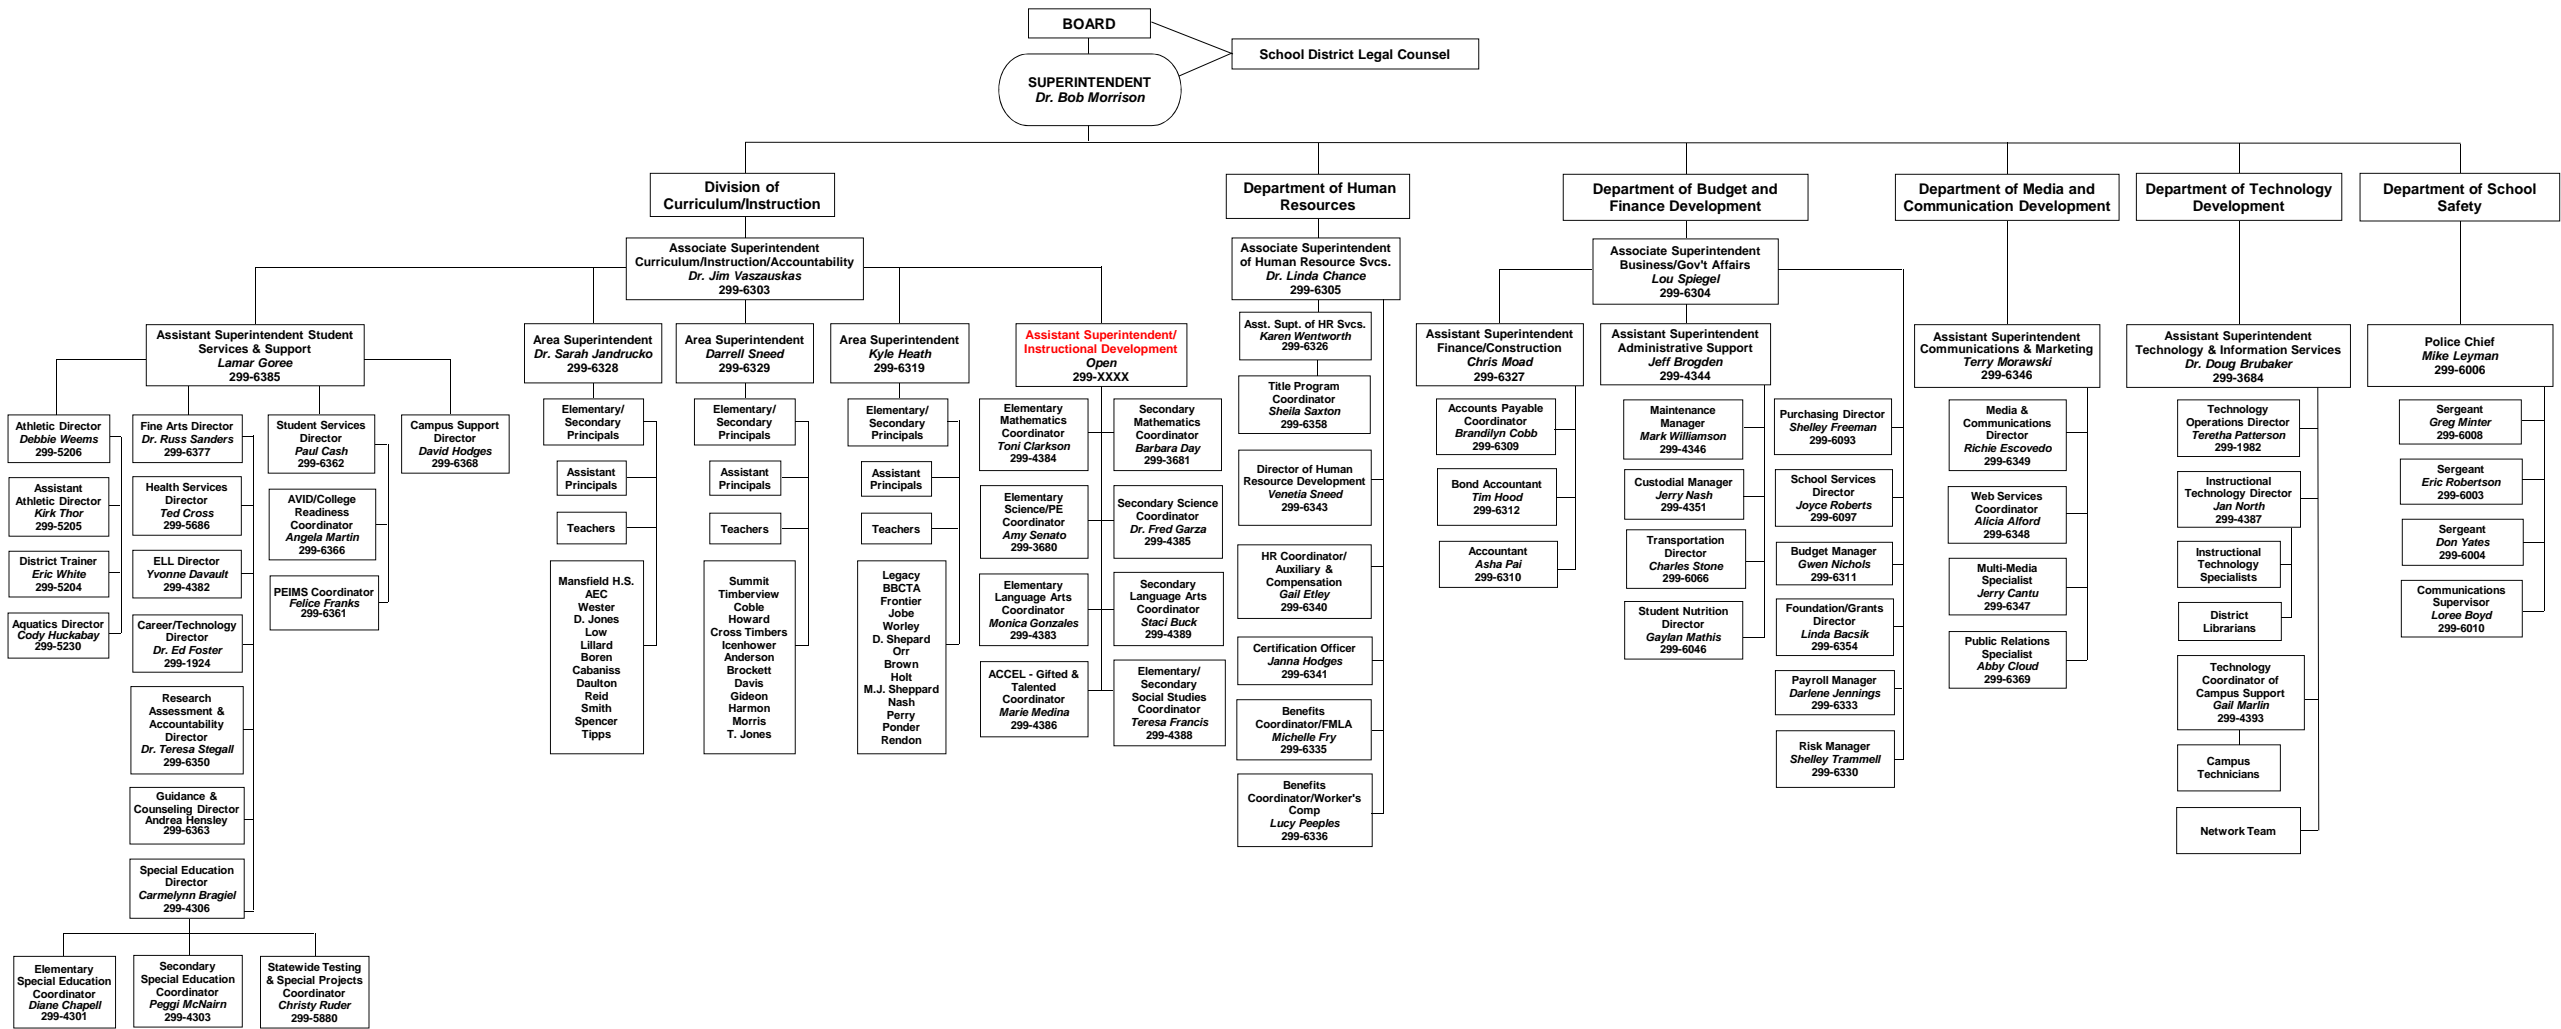 BOARD
School District Legal Counsel
SUPERINTENDENT
Dr. Bob Morrison
Division of
Curriculum/Instruction
Associate Superintendent
Curriculum/Instruction/Accountability
Dr. Jim Vaszauskas
299-6303
Assistant Superintendent Student
Services & Support
Lamar Goree
299-6385
Athletic Director
Debbie Weems
299-5206
Assistant
Athletic Director
Kirk Thor
299-5205
District Trainer
Eric White
299-5204
Aquatics Director
Cody Huckabay
299-5230
Fine Arts Director
Dr. Russ Sanders
299-6377
Health Services
Director
Ted Cross
299-5686
ELL Director
Yvonne Davault
299-4382
Career/Technology
Director
Dr. Ed Foster
299-1924
Research
Assessment &
Accountability
Director
Dr. Teresa Stegall
299-6350
Guidance &
Counseling Director
Andrea Hensley
299-6363
Special Education
Director
Carmelynn Bragiel
299-4306
Elementary
Special Education
Coordinator
Diane Chapell
299-4301
Secondary
Special Education
Coordinator
Peggi McNairn
299-4303
Statewide Testing
& Special Projects
Coordinator
Christy Ruder
299-5880
Student Services
Director
Paul Cash
299-6362
AVID/College
Readiness
Coordinator
Angela Martin
299-6366
PEIMS Coordinator
Felice Franks
299-6361
Campus Support
Director
David Hodges
299-6368
Area Superintendent
Dr. Sarah Jandrucko
299-6328
Elementary/
Secondary
Principals
Assistant
Principals
Teachers
Mansfield H.S.
AEC
Wester
D. Jones
Low
Lillard
Boren
Cabaniss
Daulton
Reid
Smith
Spencer
Tipps
Area Superintendent
Darrell Sneed
299-6329
Elementary/
Secondary
Principals
Assistant
Principals
Teachers
Summit
Timberview
Coble
Howard
Cross Timbers
Icenhower
Anderson
Brockett
Davis
Gideon
Harmon
Morris
T. Jones
Area Superintendent
Kyle Heath
299-6319
Elementary/
Secondary
Principals
Assistant
Principals
Teachers
Legacy
BBCTA
Frontier
Jobe
Worley
D. Shepard
Orr
Brown
Holt
M.J. Sheppard
Nash
Perry
Ponder
Rendon
Assistant Superintendent/
Instructional Development
Open
299-XXXX
Elementary
Mathematics
Coordinator
Toni Clarkson
299-4384
Secondary
Mathematics
Coordinator
Barbara Day
299-3681
Elementary
Science/PE
Coordinator
Amy Senato
299-3680
Secondary Science
Coordinator
Dr. Fred Garza
299-4385
Elementary
Language Arts
Coordinator
Monica Gonzales
299-4383
Secondary
Language Arts
Coordinator
Staci Buck
299-4389
ACCEL - Gifted &
Talented
Coordinator
Marie Medina
299-4386
Elementary/
Secondary
Social Studies
Coordinator
Teresa Francis
299-4388
Department of Human
Resources
Associate Superintendent
of Human Resource Svcs.
Dr. Linda Chance
299-6305
Asst. Supt. of HR Svcs.
Karen Wentworth
299-6326
Title Program
Coordinator
Sheila Saxton
299-6358
Director of Human
Resource Development
Venetia Sneed
299-6343
HR Coordinator/
Auxiliary &
Compensation
Gail Etley
299-6340
Certification Officer
Janna Hodges
299-6341
Benefits
Coordinator/FMLA
Michelle Fry
299-6335
Benefits
Coordinator/Worker's
Comp
Lucy Peeples
299-6336
Department of Budget and
Finance Development
Associate Superintendent
Business/Gov't Affairs
Lou Spiegel
299-6304
Assistant Superintendent
Finance/Construction
Chris Moad
299-6327
Accounts Payable
Coordinator
Brandilyn Cobb
299-6309
Bond Accountant
Tim Hood
299-6312
Accountant
Asha Pai
299-6310
Assistant Superintendent
Administrative Support
Jeff Brogden
299-4344
Maintenance
Manager
Mark Williamson
299-4346
Custodial Manager
Jerry Nash
299-4351
Transportation
Director
Charles Stone
299-6066
Student Nutrition
Director
Gaylan Mathis
299-6046
Purchasing Director
Shelley Freeman
299-6093
School Services
Director
Joyce Roberts
299-6097
Budget Manager
Gwen Nichols
299-6311
Foundation/Grants
Director
Linda Bacsik
299-6354
Payroll Manager
Darlene Jennings
299-6333
Risk Manager
Shelley Trammell
299-6330
Department of Media and
Communication Development
Assistant Superintendent
Communications & Marketing
Terry Morawski
299-6346
Media &
Communications
Director
Richie Escovedo
299-6349
Web Services
Coordinator
Alicia Alford
299-6348
Multi-Media
Specialist
Jerry Cantu
299-6347
Public Relations
Specialist
Abby Cloud
299-6369
Department of Technology
Development
Assistant Superintendent
Technology & Information Services
Dr. Doug Brubaker
299-3684
Technology
Operations Director
Teretha Patterson
299-1982
Instructional
Technology Director
Jan North
299-4387
Instructional
Technology
Specialists
District
Librarians
Technology
Coordinator of
Campus Support
Gail Marlin
299-4393
Campus
Technicians
Network Team
Department of School
Safety
Police Chief
Mike Leyman
299-6006
Sergeant
Greg Minter
299-6008
Sergeant
Eric Robertson
299-6003
Sergeant
Don Yates
299-6004
Communications
Supervisor
Loree Boyd
299-6010